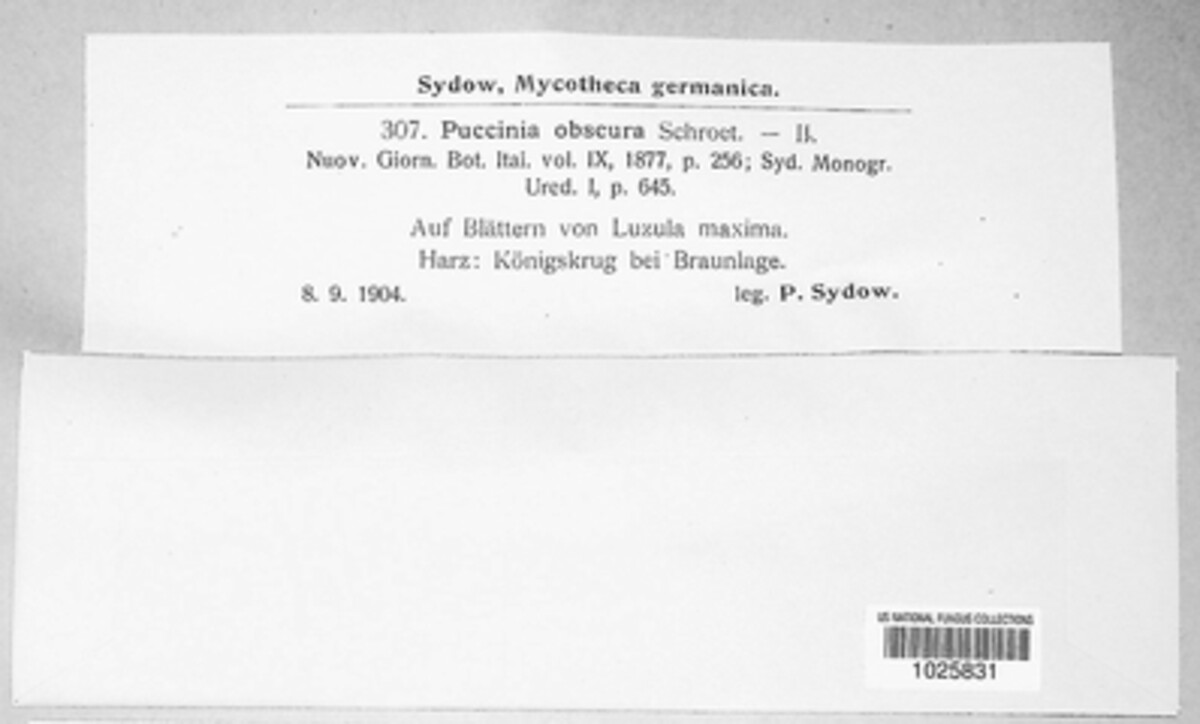 Sydow, Mycotheca germanica.
307. Puccinia obscura Schroet. — II.
Nuov. Giorn. Bot. Ital. vol. IX, 1877, p. 256; Syd. Monogr.
Ured. I, p. 645.
Auf Blättern von Luzula maxima.
Harz: Königskrug bei Braunlage.
8. 9. 1904. leg. P. Sydow.
US NATIONAL FUNGUS COLLECTIONS
1025831